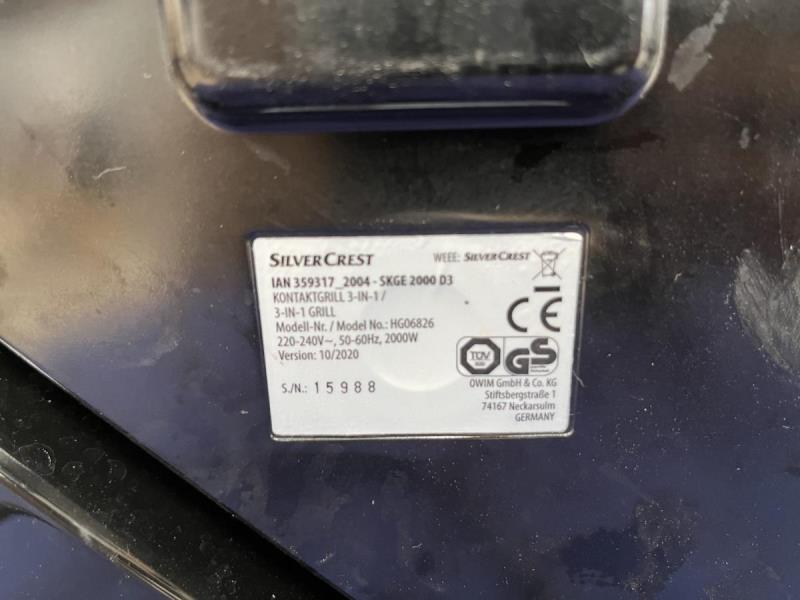 SILVERCREST
WEEE: SILVERCREST
IAN 359317_2004 - SKGE 2000 D3
KONTAKTGRILL 3-IN-1 /
3-IN-1 GRILL
Modell-Nr. / Model No.: HG06826
220-240V~, 50-60Hz, 2000W
Version: 10/2020
S./N.: 15988
CE
TÜV
GS
OWIM GmbH & Co. KG
Stiftsbergstraße 1
74167 Neckarsulm
GERMANY